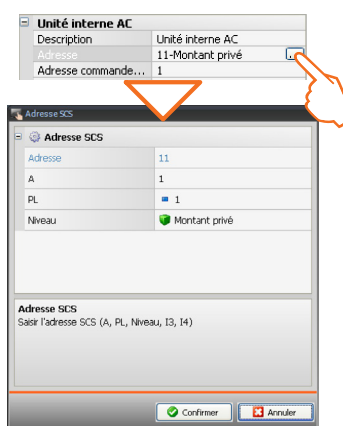 Unité interne AC
Description Unité interne AC
Adresse 11-Montant privé ...
Adresse commande... 1
Adresse SCS
Adresse SCS
Adresse 11
A 1
PL 1
Niveau Montant privé
Adresse SCS
Saisir l'adresse SCS (A, PL, Niveau, I3, I4)
Confirmer Annuler